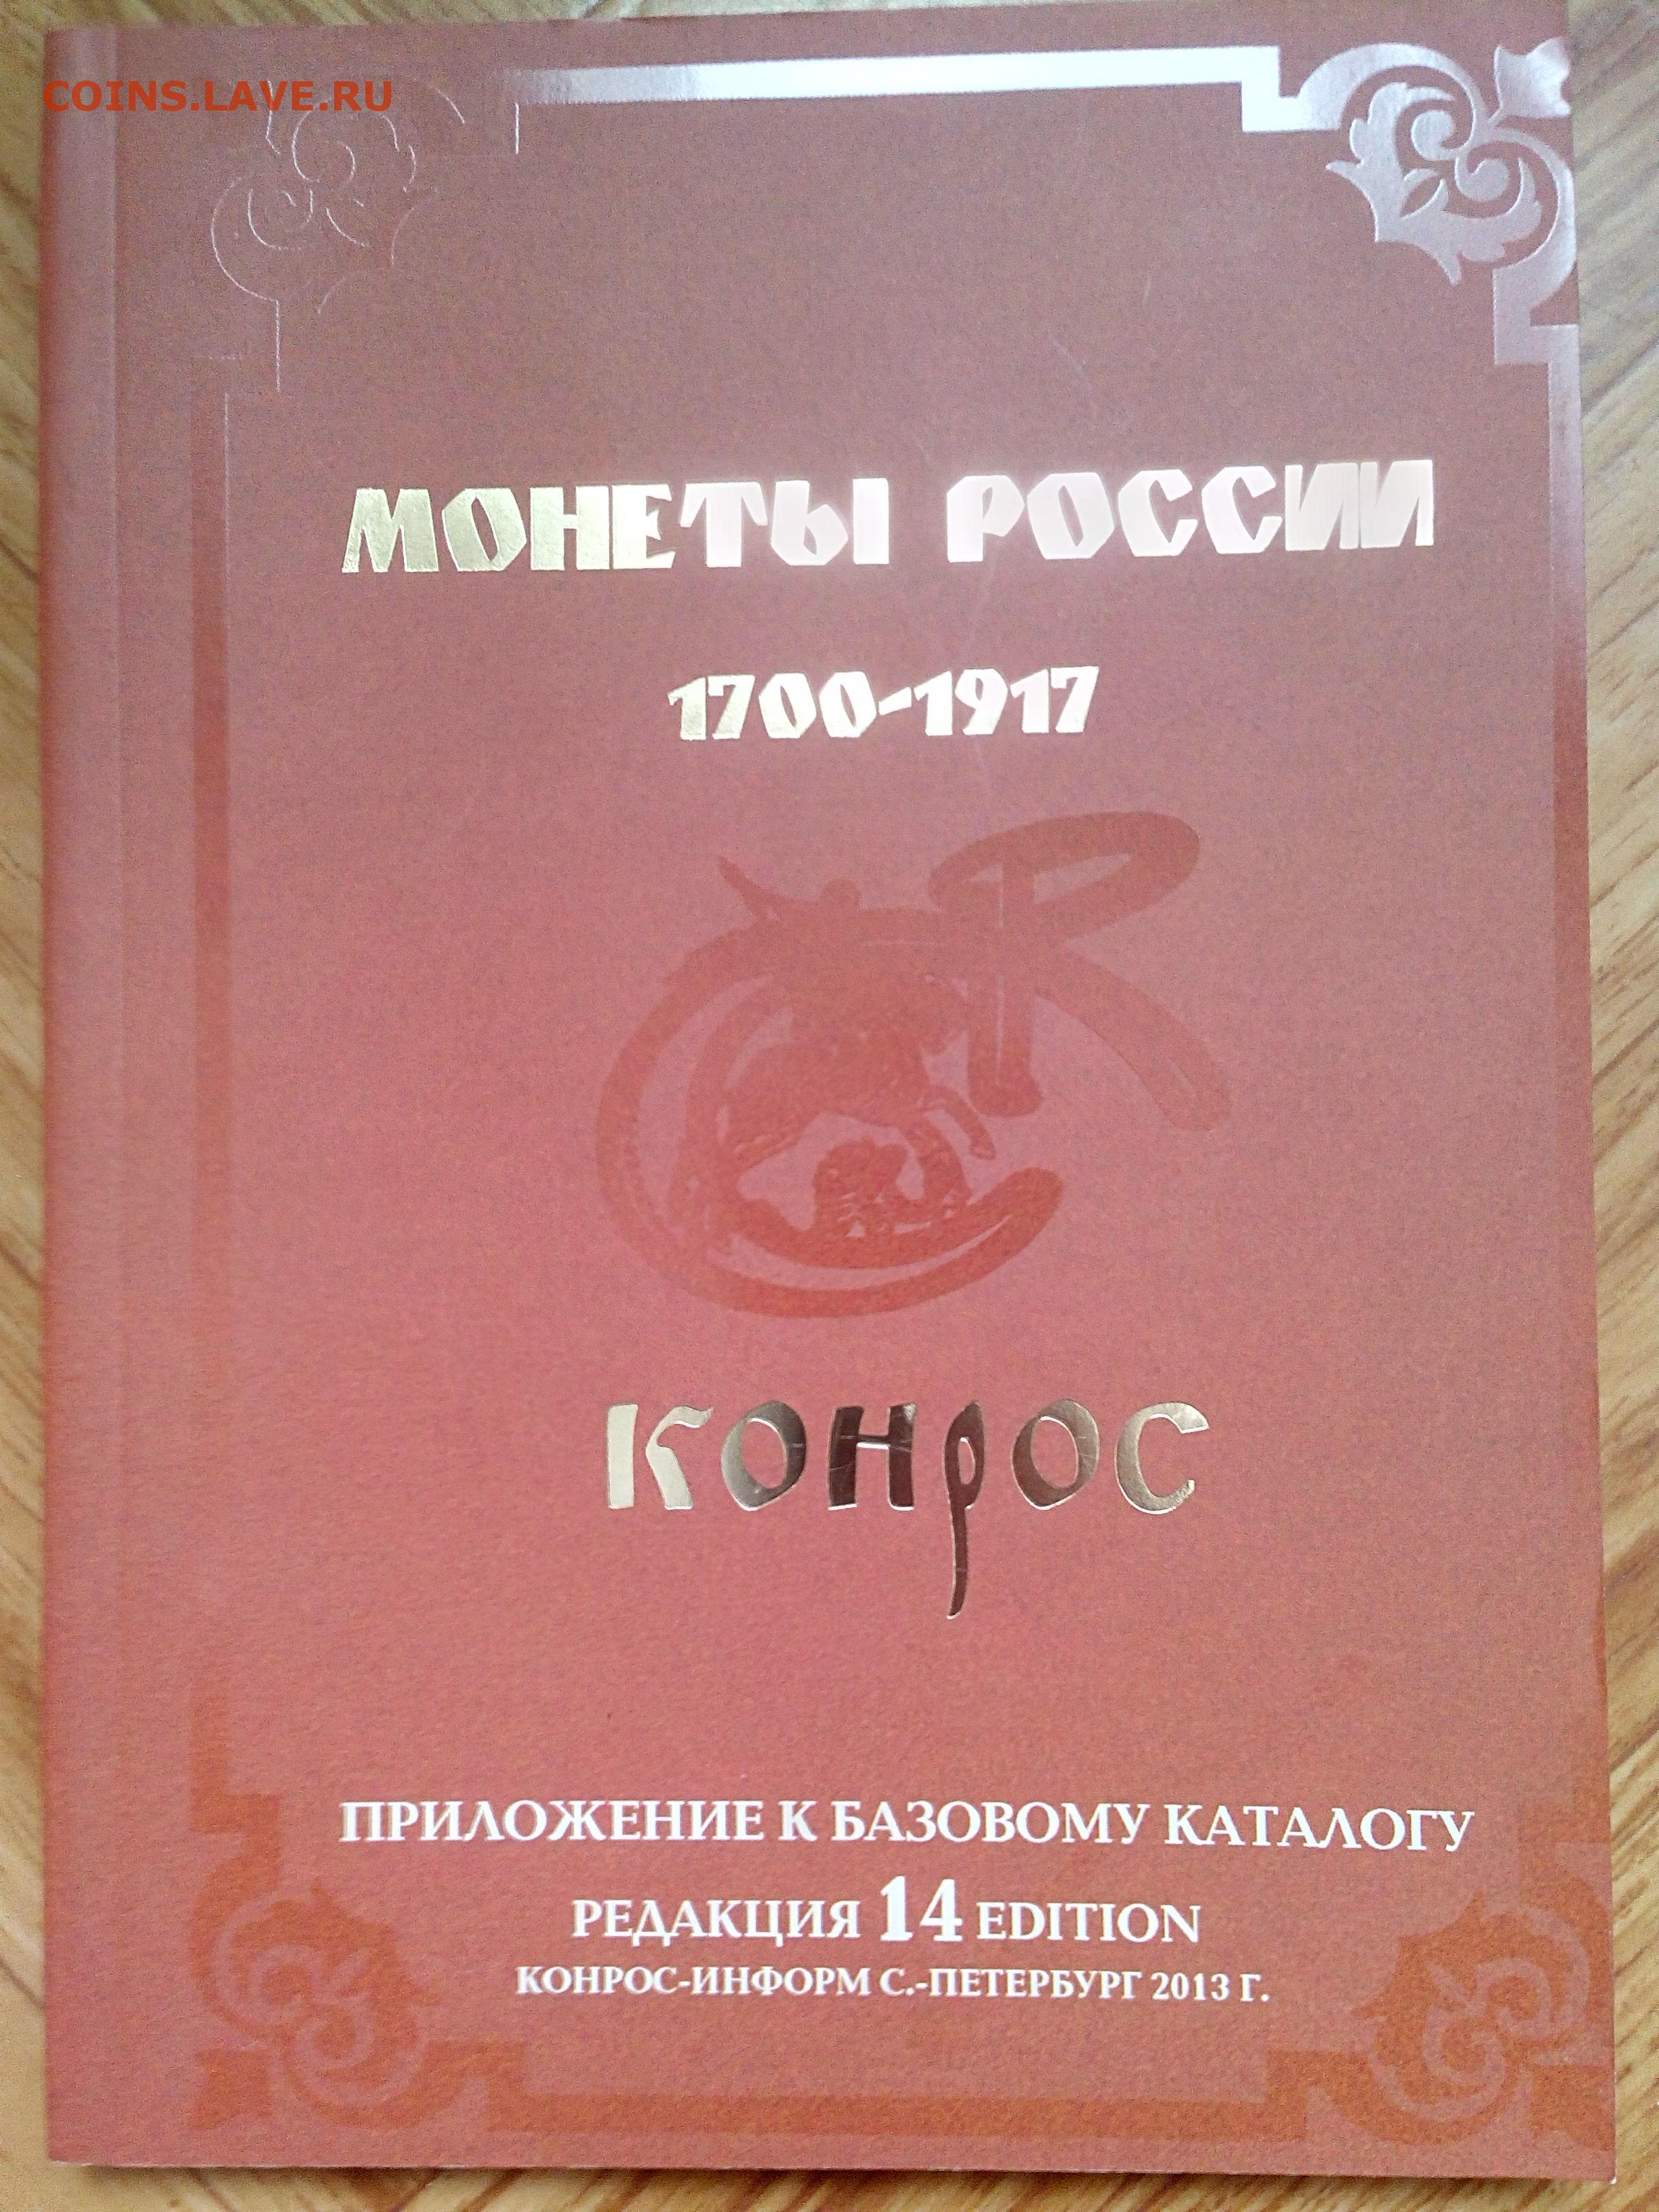 COINS.LAVE.RU
МОНЕТЫ РОССИИ
1700-1917
КОНРОС
ПРИЛОЖЕНИЕ К БАЗОВОМУ КАТАЛОГУ
РЕДАКЦИЯ 14 EDITION
КОНРОС-ИНФОРМ С.-ПЕТЕРБУРГ 2013 Г.